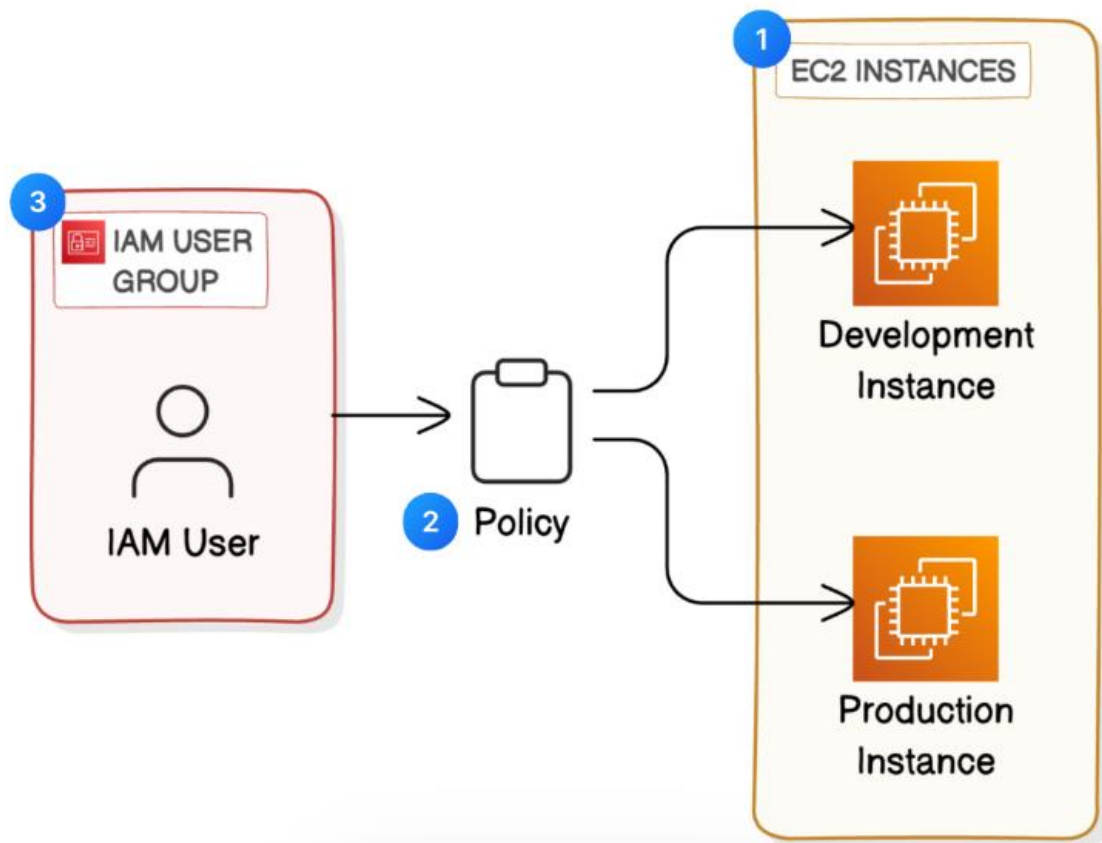 1
EC2 INSTANCES
3
IAM USER
GROUP
Development
Instance
IAM User
2
Policy
Production
Instance